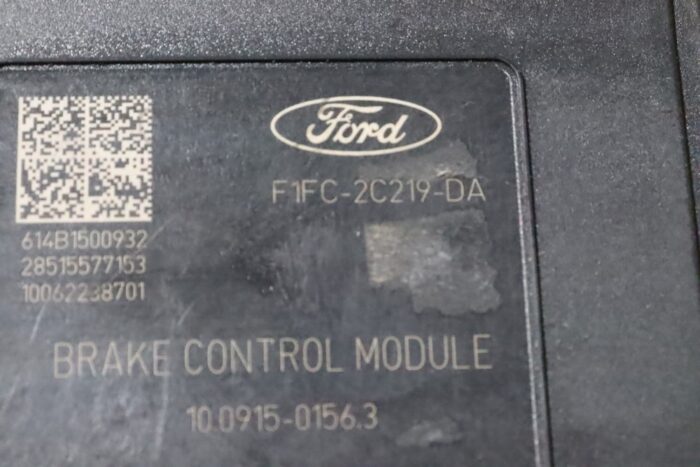 Ford
F1FC-2C219-DA
614B1500932
28515577153
10062238701
BRAKE CONTROL MODULE
10.0915-0156.3